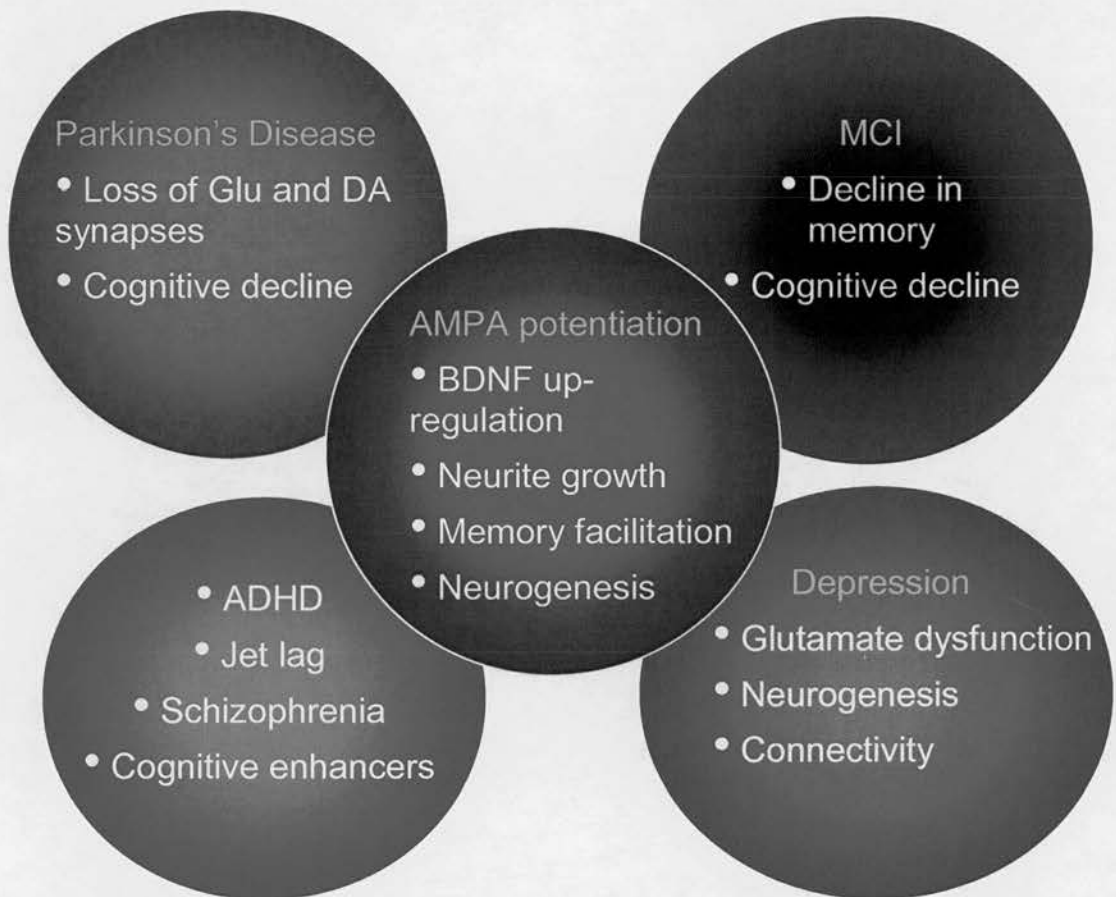 Parkinson's Disease
• Loss of Glu and DA
synapses
• Cognitive decline
MCI
• Decline in
memory
• Cognitive decline
AMPA potentiation
• BDNF up-
regulation
• Neurite growth
• Memory facilitation
• Neurogenesis
• ADHD
• Jet lag
• Schizophrenia
• Cognitive enhancers
Depression
• Glutamate dysfunction
• Neurogenesis
• Connectivity